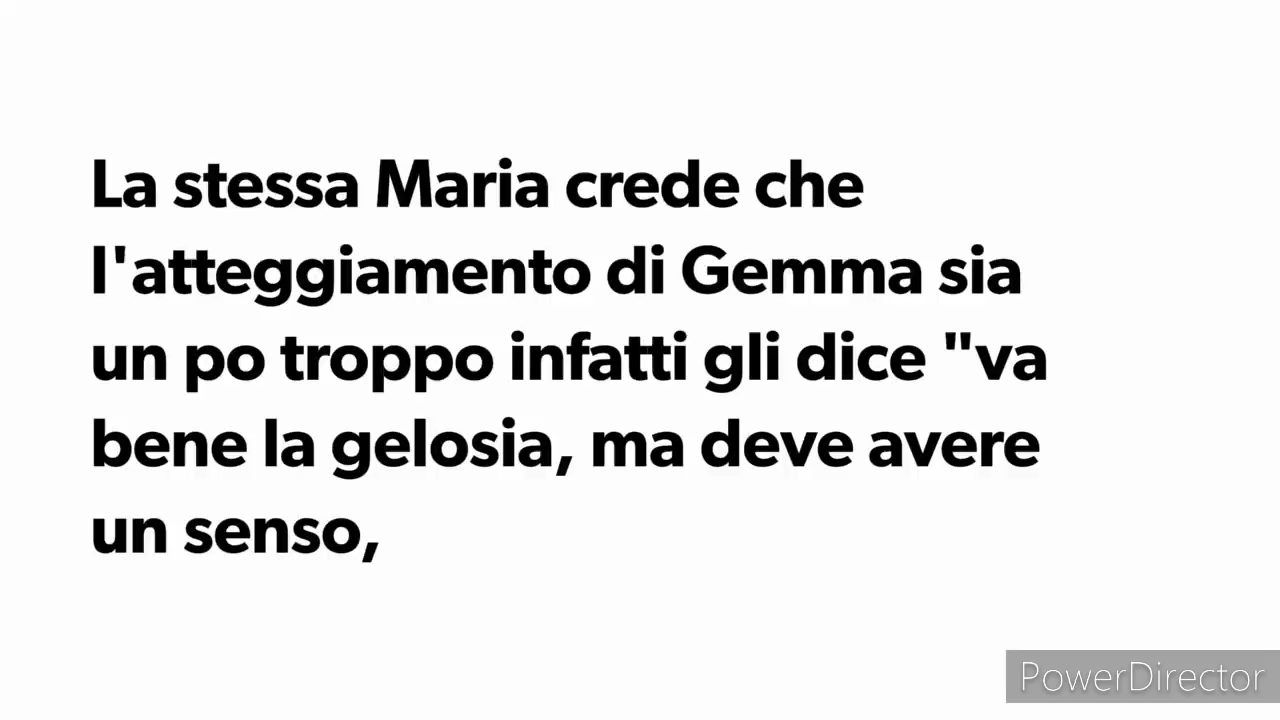 La stessa Maria crede che
l'atteggiamento di Gemma sia
un po troppo infatti gli dice "va
bene la gelosia, ma deve avere
un senso,
PowerDirector